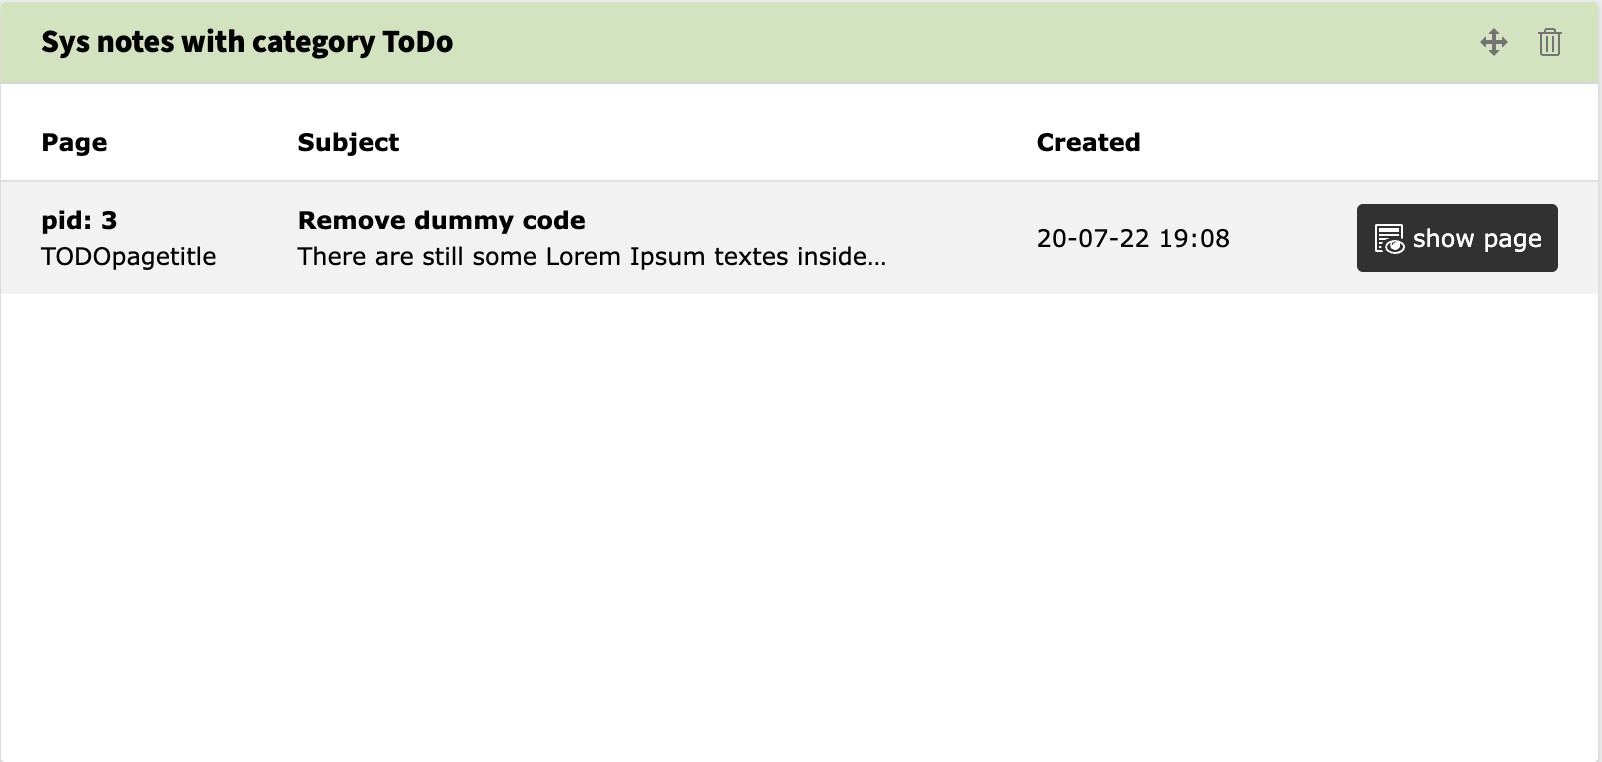 Sys notes with category ToDo
Page Subject Created
pid: 3 Remove dummy code
TODOpagetitle There are still some Lorem Ipsum textes inside...
20-07-22 19:08
show page